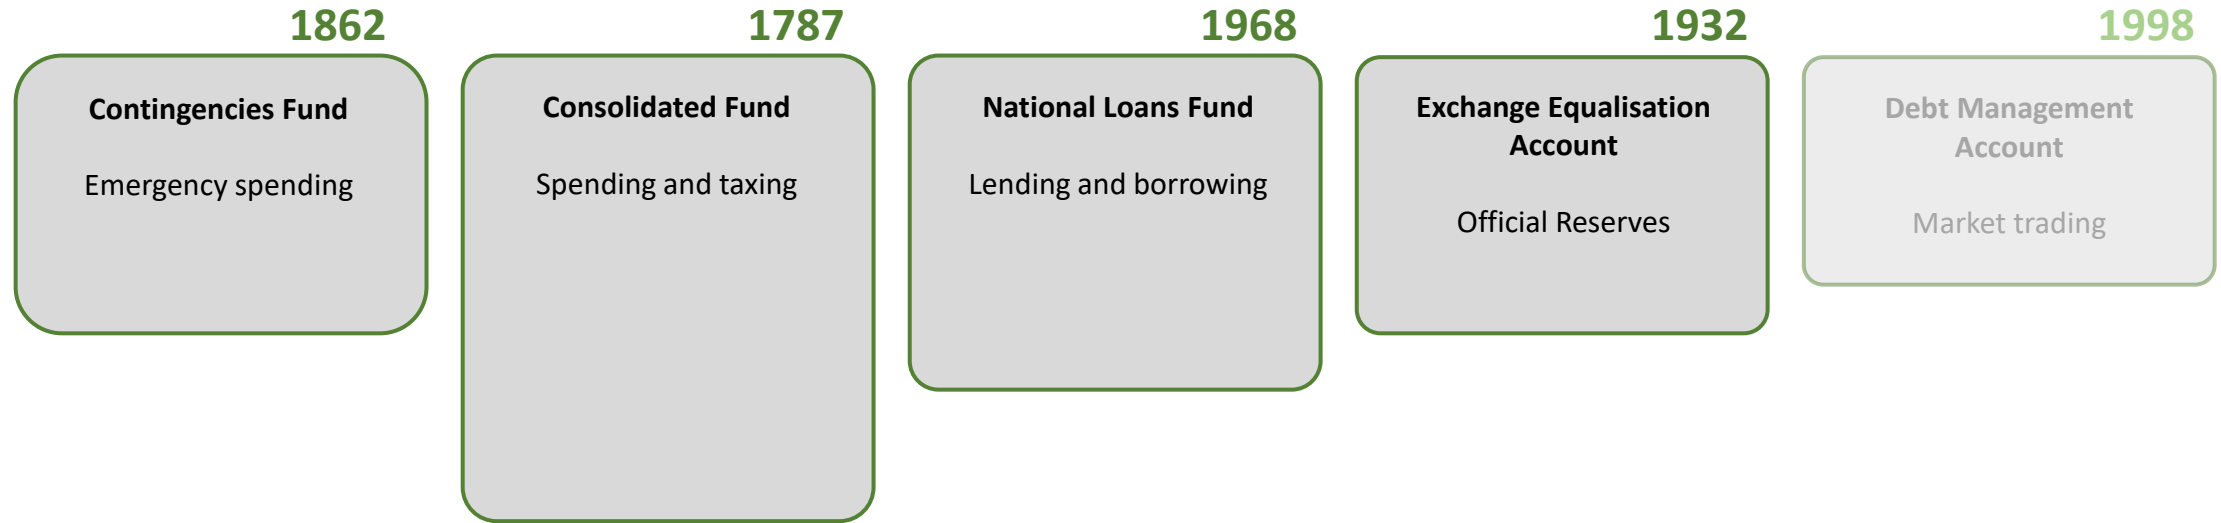 1862
Contingencies Fund
Emergency spending
1787
Consolidated Fund
Spending and taxing
1968
National Loans Fund
Lending and borrowing
1932
Exchange Equalisation
Account
Official Reserves
1998
Debt Management
Account
Market trading